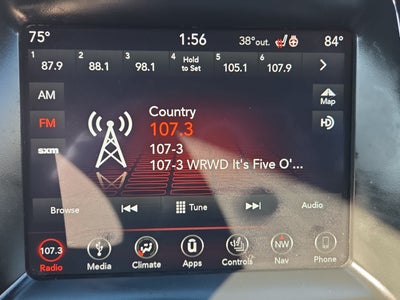 75° 1:56 38° out. 84°
1 2 3 4 5 6
87.9 88.1 98.1 Hold to Set 105.1 107.9
AM
FM
sxm
Country
107.3
107-3
107-3 WRWD It's Five O'...
Map
HD
Browse Tune Audio
107.3 NW
Radio Media Climate Apps Controls Nav Phone